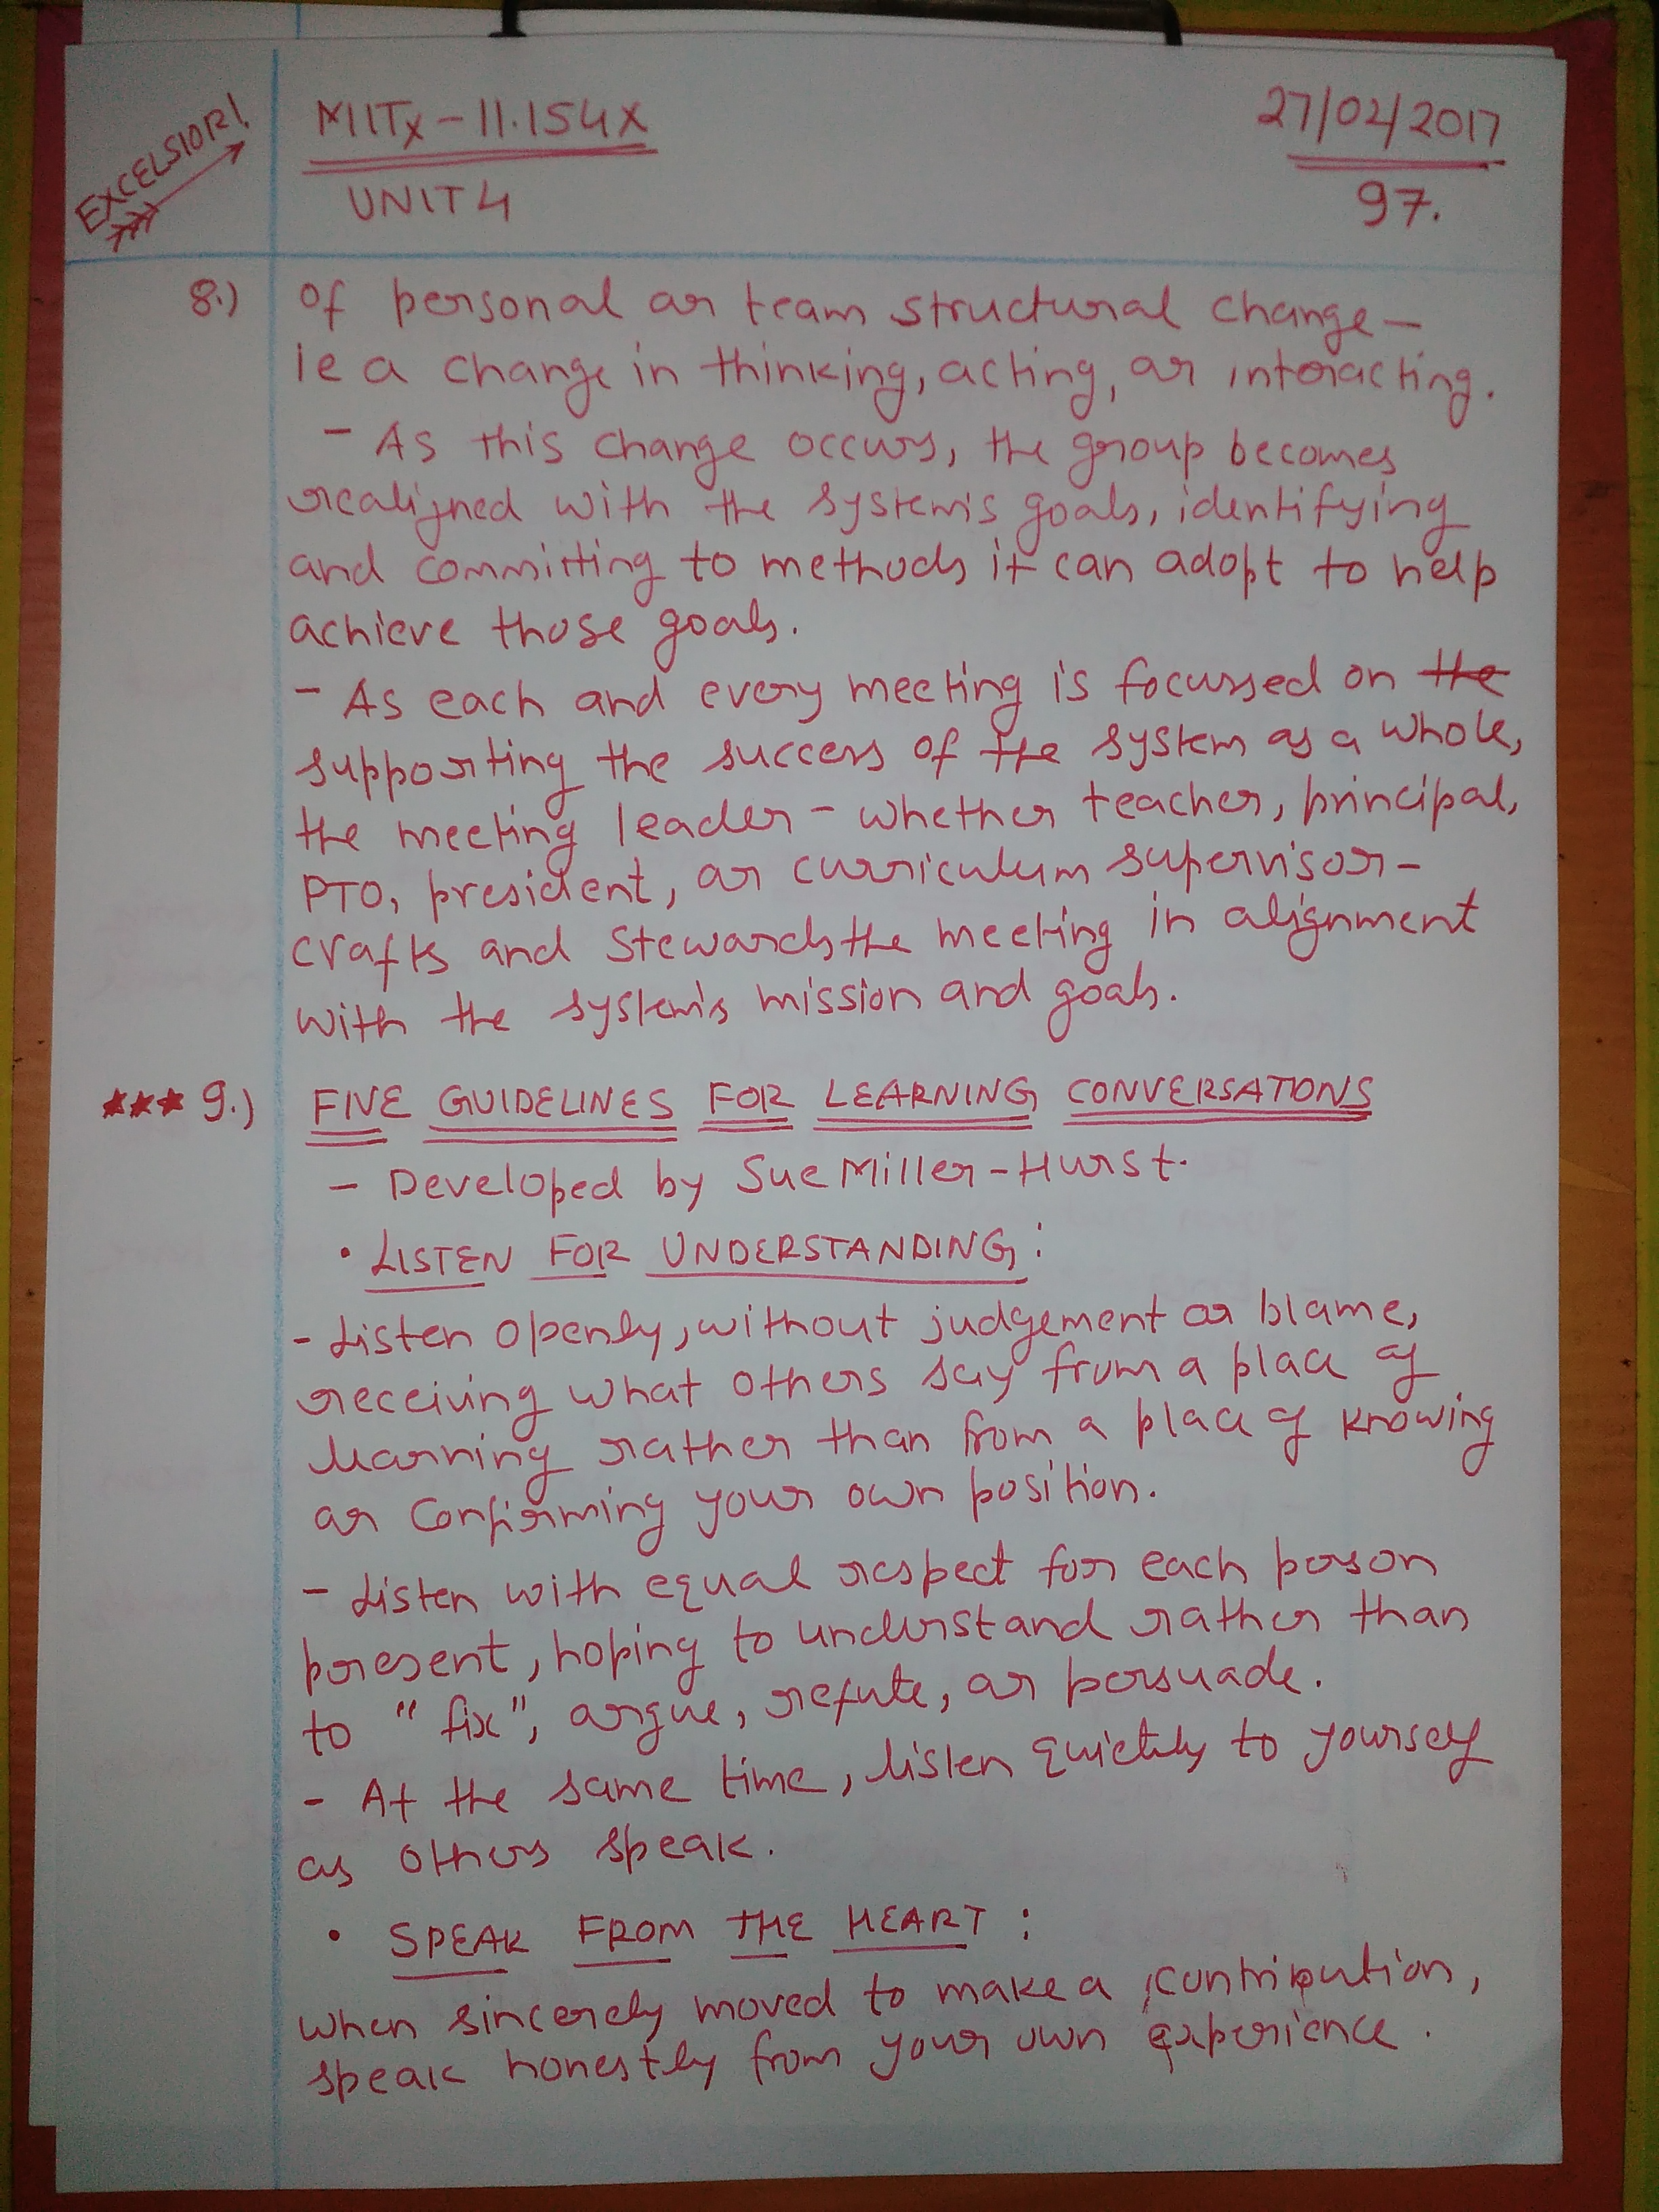 EXCELSIOR!
MITx - 11.154x
UNIT 4
27/02/2017
97.
8.) of personal or team structural change —
ie a change in thinking, acting, or interacting.
- As this change occurs, the group becomes
realigned with the system's goals, identifying
and committing to methods it can adopt to help
achieve those goals.
- As each and every meeting is focussed on the
supporting the success of the system as a whole,
the meeting leader - whether teacher, principal,
PTO, president, or curriculum supervisor -
crafts and stewards the meeting in alignment
with the system's mission and goals.
*** 9.) FIVE GUIDELINES FOR LEARNING CONVERSATONS
- Developed by Sue Miller-Hurst.
• LISTEN FOR UNDERSTANDING:
- Listen openly, without judgement or blame,
receiving what others say from a place of
learning rather than from a place of knowing
or confirming your own position.
- Listen with equal respect for each person
present, hoping to understand rather than
to "fix", argue, refute, or persuade.
- At the same time, listen quietly to yourself
as others speak.
• SPEAK FROM THE HEART:
When sincerely moved to make a contribution,
speak honestly from your own experience.